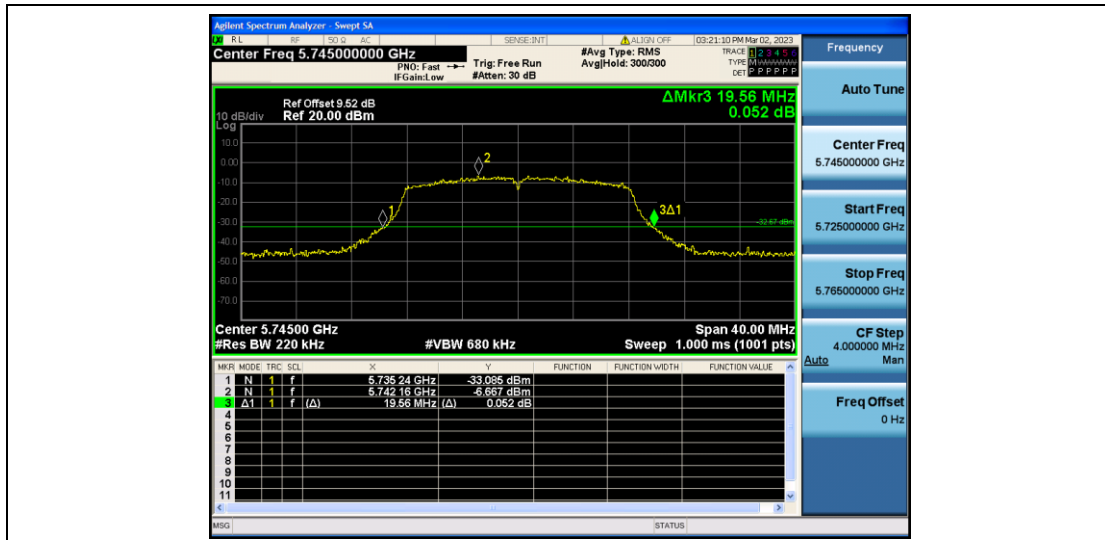 Agilent Spectrum Analyzer - Swept SA
RL RF 50 Ω AC SENSE:INT ALIGN OFF 03:21:10 PM Mar 02, 2023
Center Freq 5.745000000 GHz
PNO: Fast
IFGain:Low
Trig: Free Run
#Atten: 30 dB
#Avg Type: RMS
Avg|Hold: 300/300
TRACE 1 2 3 4 5 6
TYPE M
DET P P P P P P
Frequency
Auto Tune
Center Freq
5.745000000 GHz
Start Freq
5.725000000 GHz
Stop Freq
5.765000000 GHz
CF Step
4.000000 MHz
Auto Man
Freq Offset
0 Hz
ΔMkr3 19.56 MHz
0.052 dB
Ref Offset 9.52 dB
10 dB/div Ref 20.00 dBm
Log
10.0
0.00
-10.0
-20.0
-30.0
-40.0
-50.0
-60.0
-70.0
2
1
3Δ1
-32.67 dBm
Center 5.74500 GHz Span 40.00 MHz
#Res BW 220 kHz #VBW 680 kHz Sweep 1.000 ms (1001 pts)
MKR MODE TRC SCL X Y FUNCTION FUNCTION WIDTH FUNCTION VALUE
1 N 1 f 5.735 24 GHz -33.085 dBm
2 N 1 f 5.742 16 GHz -6.667 dBm
3 Δ1 1 f (Δ) 19.56 MHz (Δ) 0.052 dB
4
5
6
7
8
9
10
11
MSG STATUS